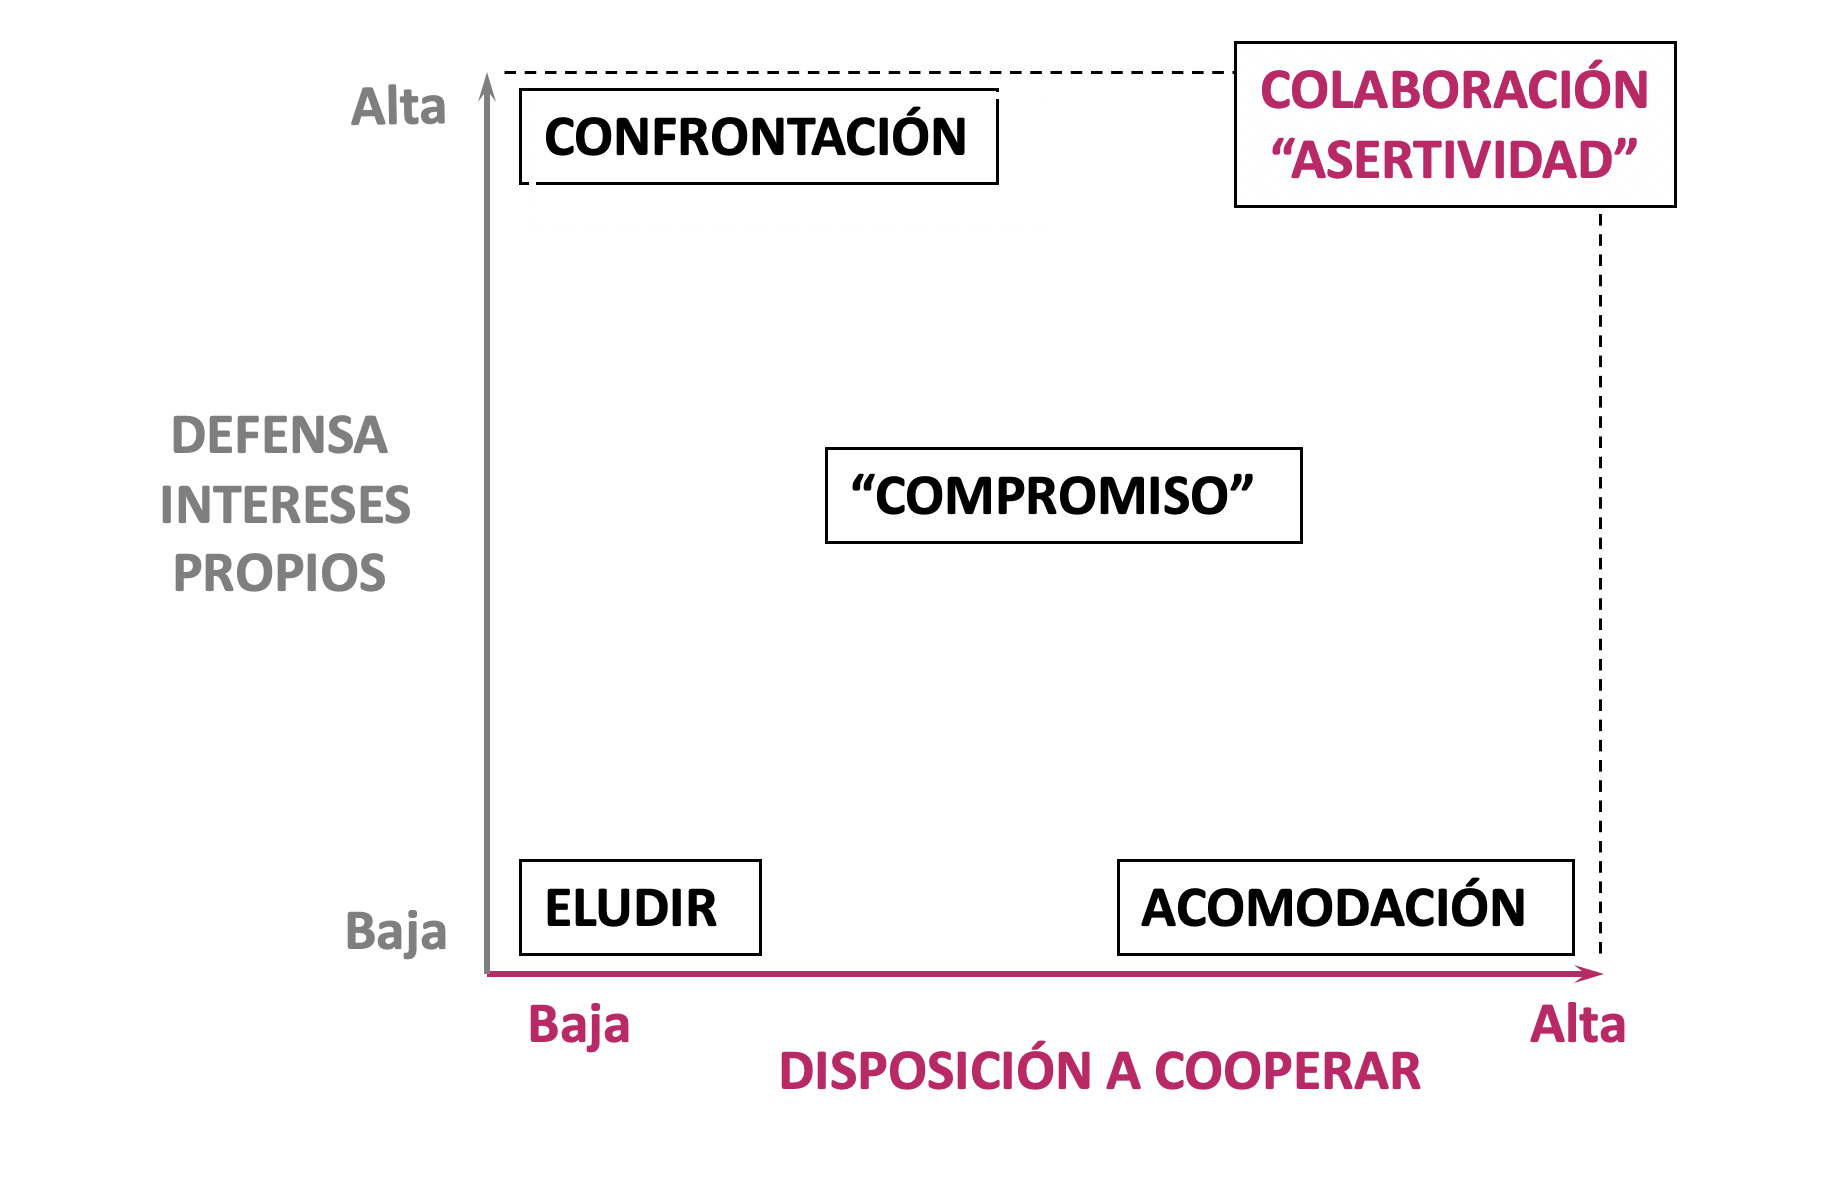 Alta
CONFRONTACIÓN
COLABORACIÓN
“ASERTIVIDAD”
DEFENSA
INTERESES
PROPIOS
“COMPROMISO”
Baja
ELUDIR
ACOMODACIÓN
Baja
Alta
DISPOSICIÓN A COOPERAR